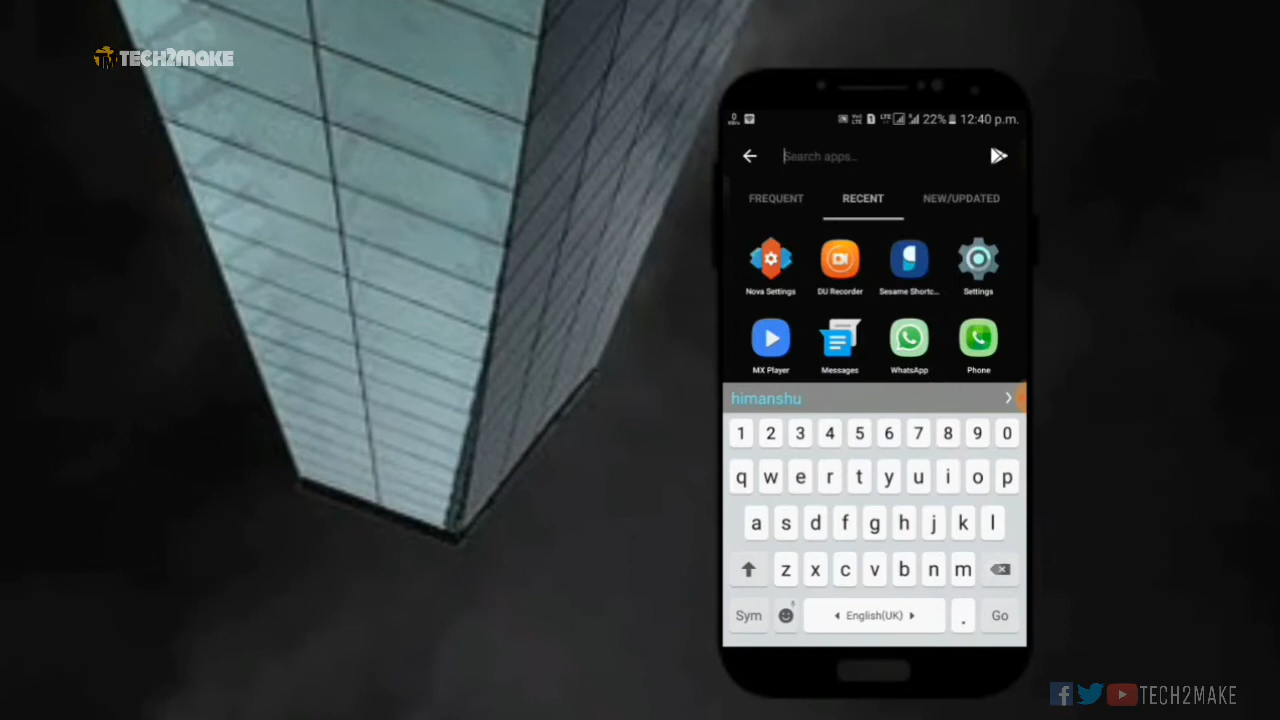 TECH2MAKE
22% 12:40 p.m.
Search apps...
FREQUENT RECENT NEW/UPDATED
Nova Settings DU Recorder Sesame Shortc... Settings
MX Player Messages WhatsApp Phone
himanshu
1 2 3 4 5 6 7 8 9 0
q w e r t y u i o p
a s d f g h j k l
z x c v b n m
Sym English(UK) . Go
TECH2MAKE